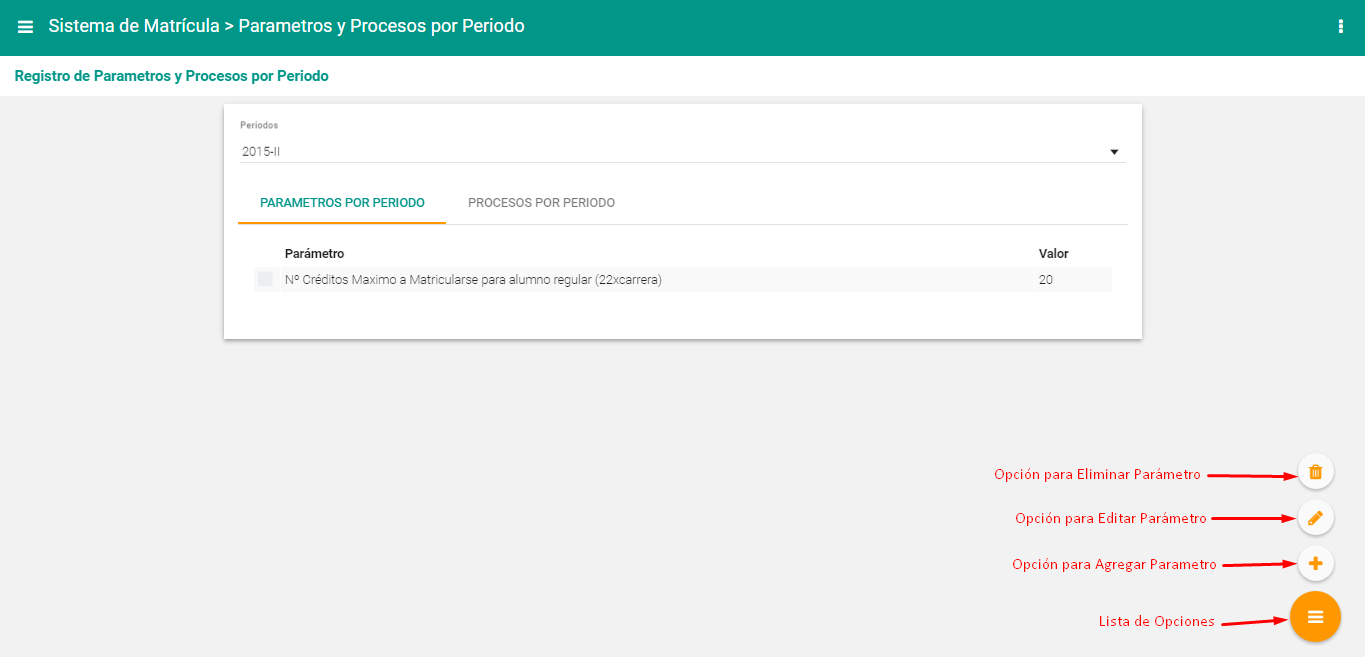 Sistema de Matrícula > Parametros y Procesos por Periodo
Registro de Parametros y Procesos por Periodo
Periodos
2015-II
PARAMETROS POR PERIODO PROCESOS POR PERIODO
Parámetro Valor
Nº Créditos Maximo a Matricularse para alumno regular (22xcarrera) 20
Opción para Eliminar Parámetro
Opción para Editar Parámetro
Opción para Agregar Parametro
Lista de Opciones